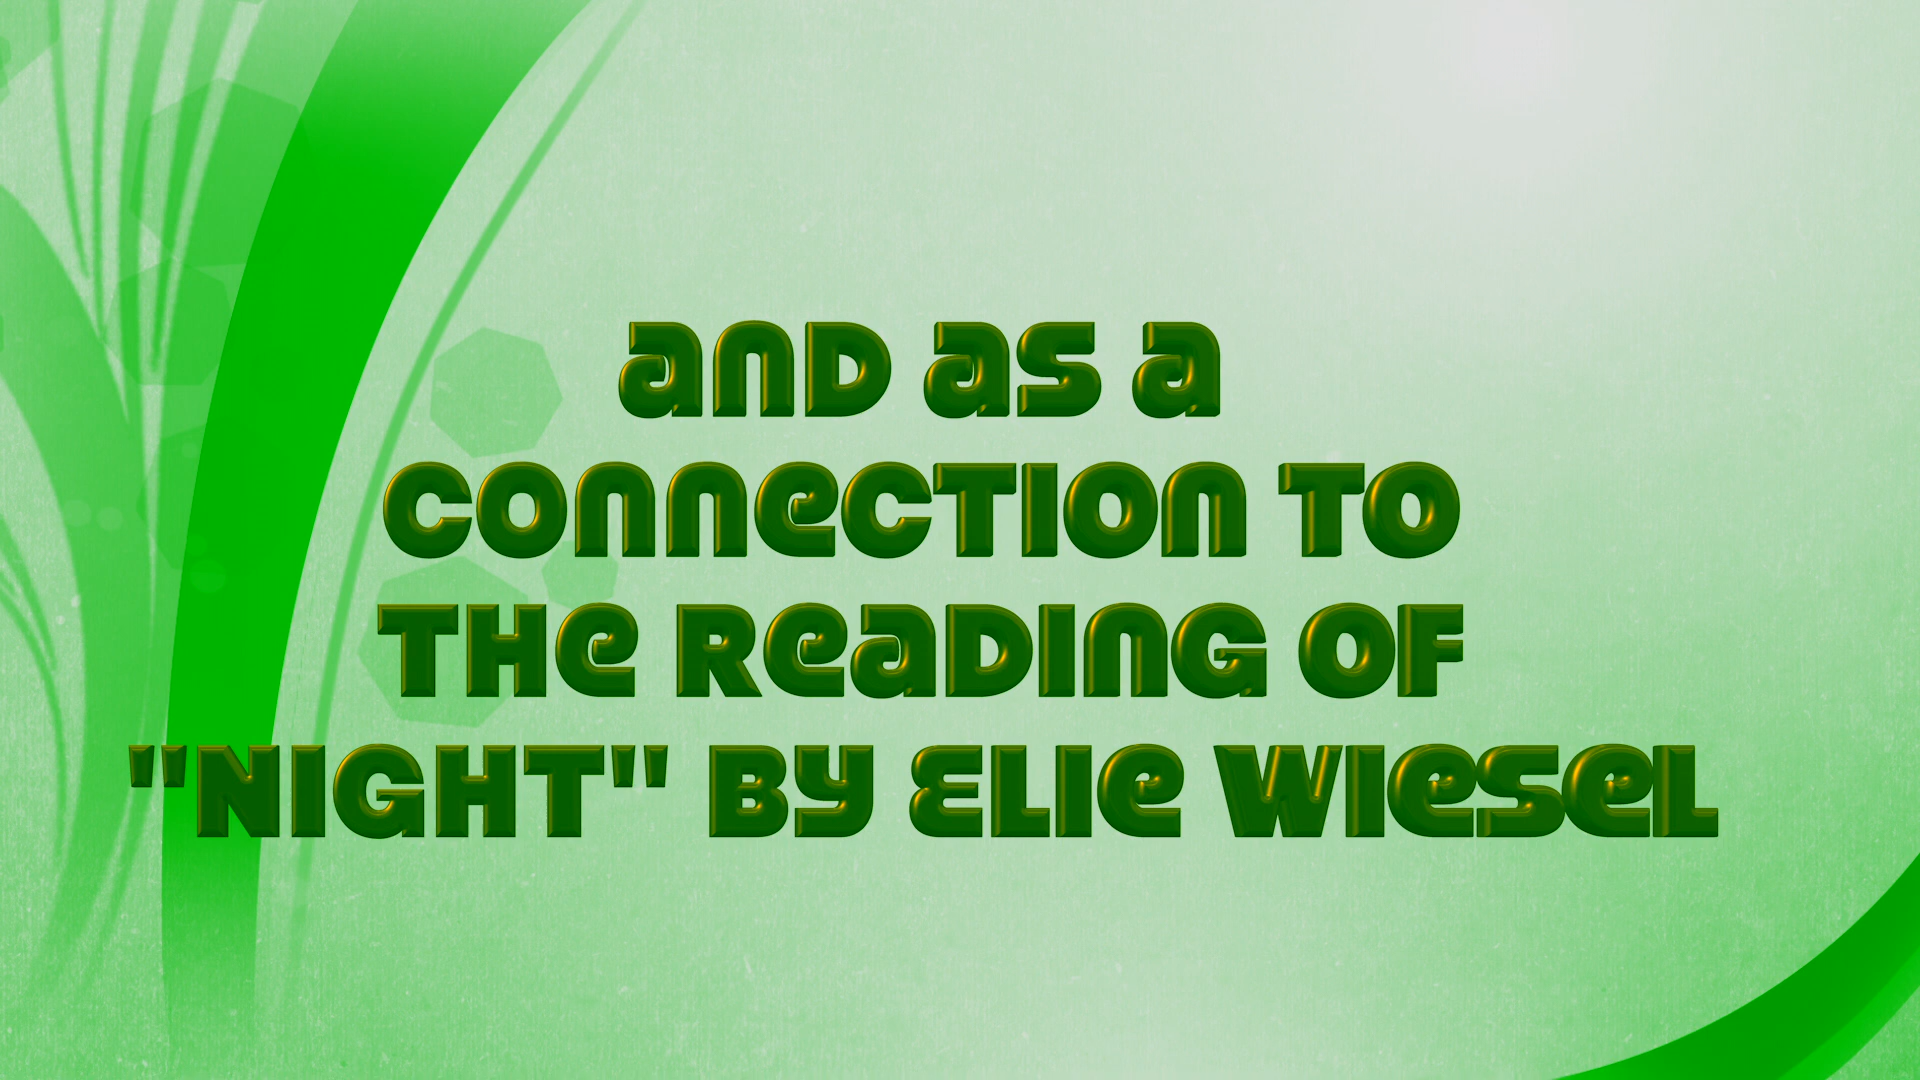 and as a
connection to
the reading of
"Night" by Elie Wiesel